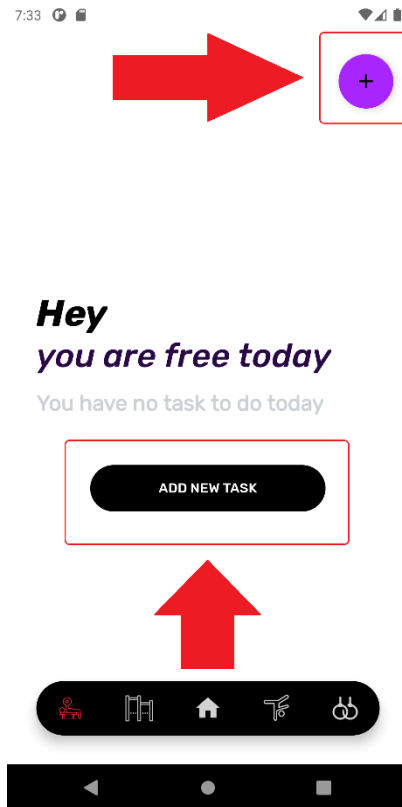 7:33
+
Hey
you are free today
You have no task to do today
ADD NEW TASK